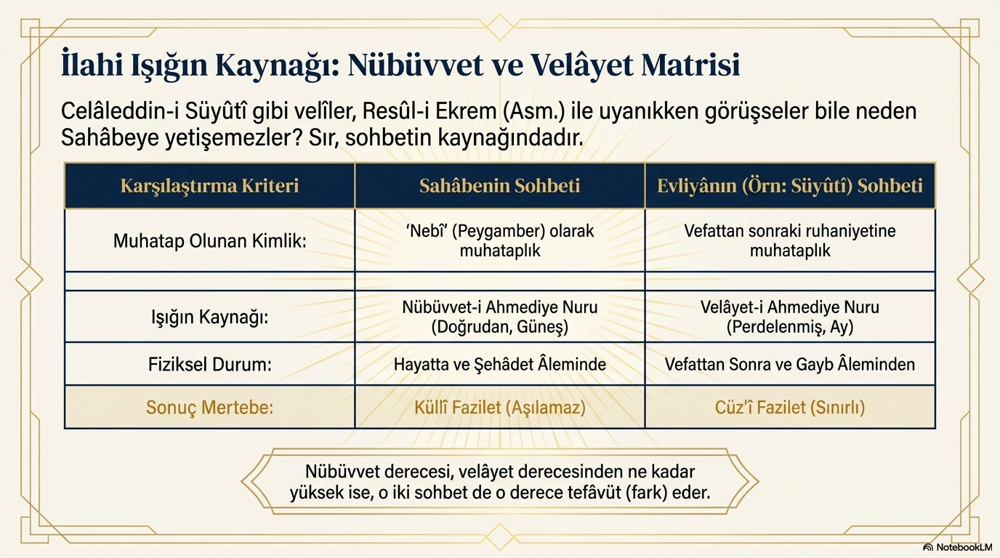 İlahi Işığın Kaynağı: Nübüvvet ve Velâyet Matrisi
Celâleddin-i Süyûtî gibi velîler, Resûl-i Ekrem (Asm.) ile uyanıkken görüşseler bile neden
Sahâbeye yetişemezler? Sır, sohbetin kaynağındadır.
Karşılaştırma Kriteri
Sahâbenin Sohbeti
Evliyânın (Örn: Süyûtî) Sohbeti
Muhatap Olunan Kimlik:
'Nebî' (Peygamber) olarak
muhataplık
Vefattan sonraki ruhaniyetine
muhataplık
Işığın Kaynağı:
Nübüvvet-i Ahmediye Nuru
(Doğrudan, Güneş)
Velâyet-i Ahmediye Nuru
(Perdelenmiş, Ay)
Fiziksel Durum:
Hayatta ve Şehâdet Âleminde
Vefattan Sonra ve Gayb Âleminden
Sonuç Mertebe:
Küllî Fazilet (Aşılamaz)
Cüz'î Fazilet (Sınırlı)
Nübüvvet derecesi, velâyet derecesinden ne kadar
yüksek ise, o iki sohbet de o derece tefâvüt (fark) eder.
NotebookLM